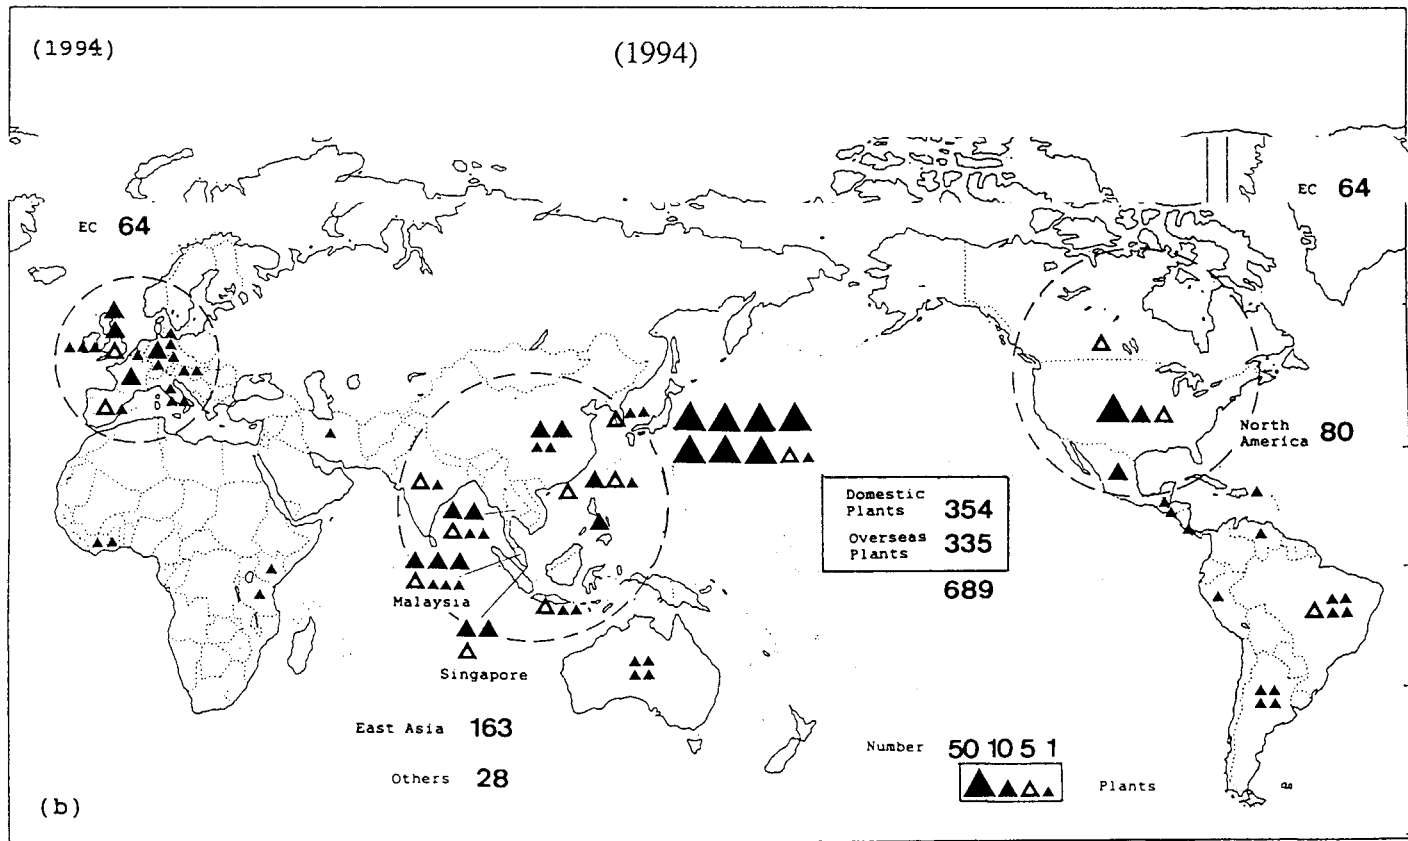 (1994)
(1994)
EC 64
EC 64
North
America 80
Domestic
Plants 354
Overseas
Plants 335
689
Malaysia
Singapore
East Asia 163
Others 28
Number 50 10 5 1
Plants
(b)